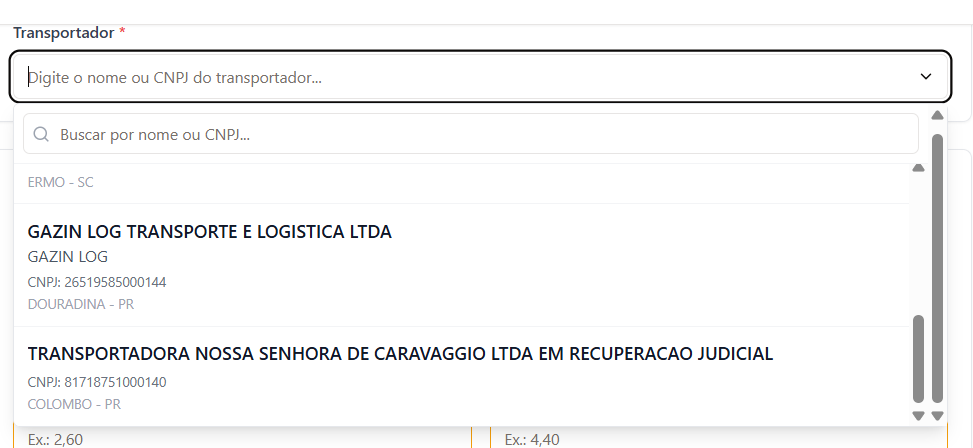 Transportador *
Digite o nome ou CNPJ do transportador...
Buscar por nome ou CNPJ...
ERMO - SC
GAZIN LOG TRANSPORTE E LOGISTICA LTDA
GAZIN LOG
CNPJ: 26519585000144
DOURADINA - PR
TRANSPORTADORA NOSSA SENHORA DE CARAVAGGIO LTDA EM RECUPERACAO JUDICIAL
CNPJ: 81718751000140
COLOMBO - PR
Ex.: 2,60
Ex.: 4,40